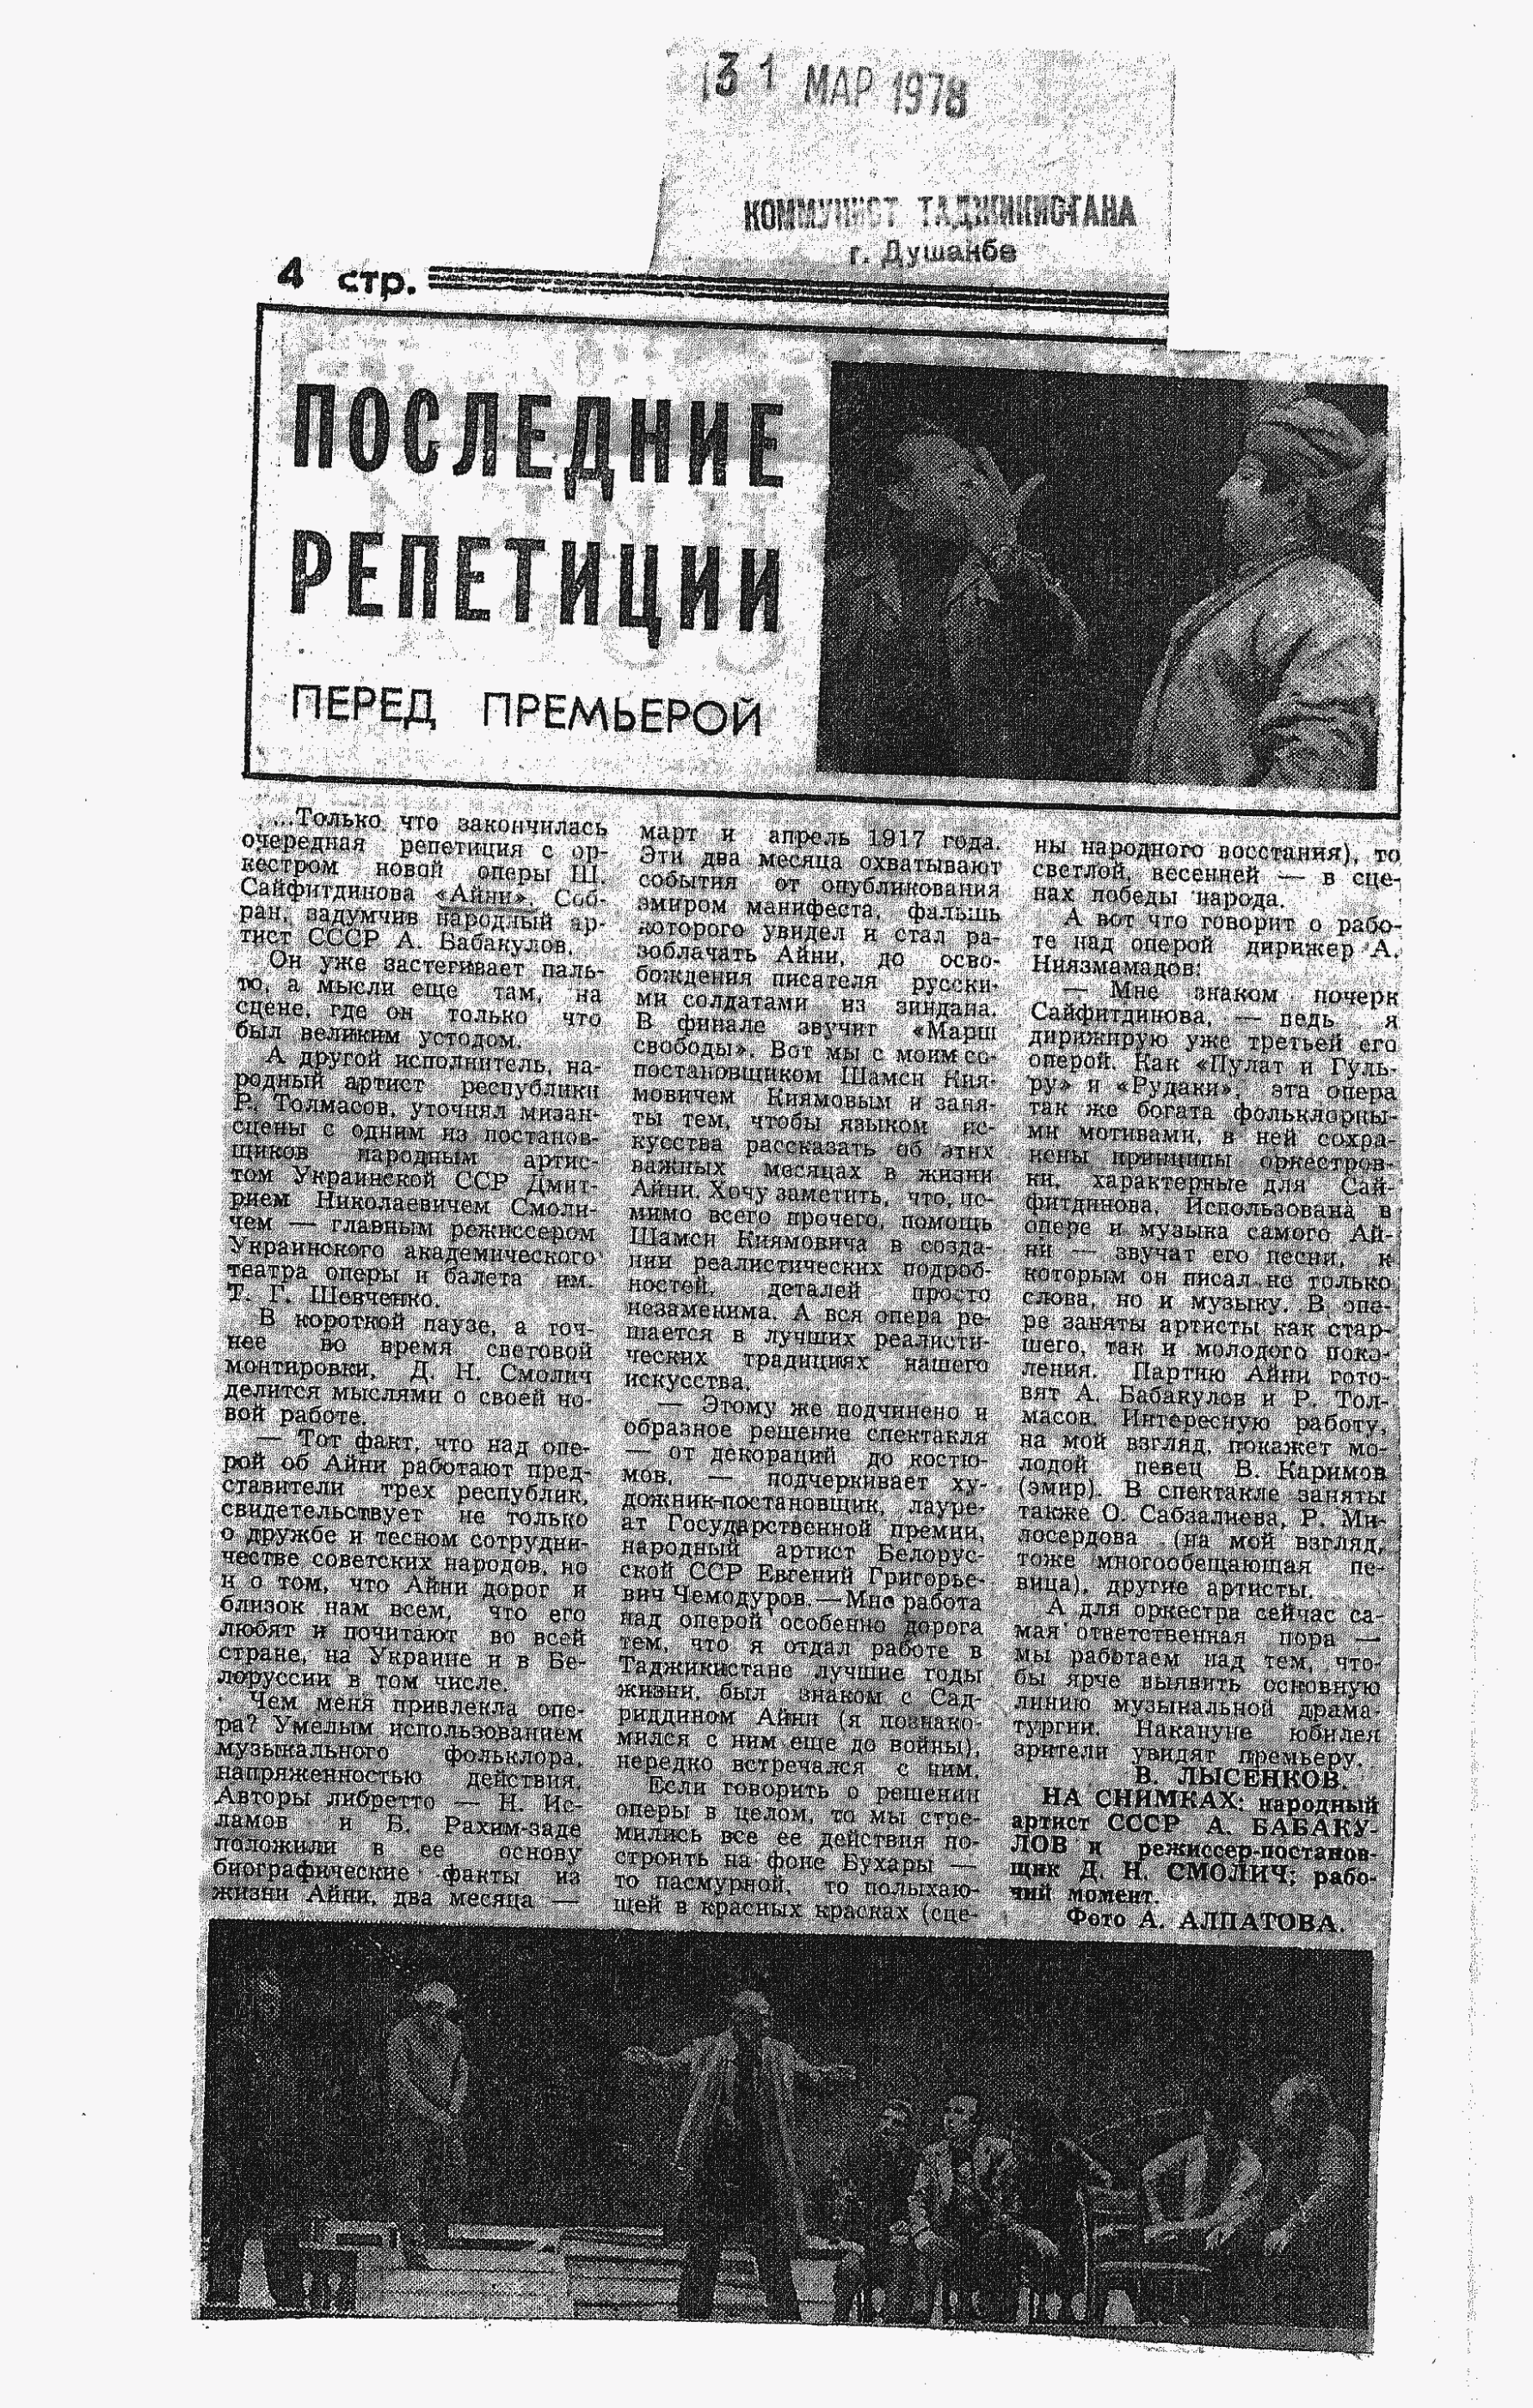 31 МАР 1978
КОММУНИСТ ТАДЖИКИСТАНА
г. Душанбе
4 стр.
ПОСЛЕДНИЕ
РЕПЕТИЦИИ
ПЕРЕД ПРЕМЬЕРОЙ
...Только что закончилась
очередная репетиция с ор-
кестром новой оперы Ш.
Сайфитдинова «Айни». Соб-
ран, задумчив народный ар-
тист СССР А. Бабакулов.
Он уже застегивает паль-
то, а мысли еще там, на
сцене, где он только что
был великим устодом.
А другой исполнитель, на-
родный артист республики
Р. Толмасов, уточнял мизан-
сцены с одним из постанов-
щиков народным артис-
том Украинской ССР Дмит-
рием Николаевичем Смоли-
чем — главным режиссером
Украинского академического
театра оперы и балета им.
Т. Г. Шевченко.
В короткой паузе, а точ-
нее во время световой
монтировки, Д. Н. Смолич
делится мыслями о своей но-
вой работе.
— Тот факт, что над опе-
рой об Айни работают пред-
ставители трех республик,
свидетельствует не только
о дружбе и тесном сотрудни-
честве советских народов, но
и о том, что Айни дорог и
близок нам всем, что его
любят и почитают во всей
стране, на Украине и в Бе-
лоруссии в том числе.
Чем меня привлекла опе-
ра? Умелым использованием
музыкального фольклора,
напряженностью действия.
Авторы либретто — Н. Ис-
ламов и Б. Рахим-заде
положили в ее основу
биографические факты из
жизни Айни, два месяца —
март и апрель 1917 года.
Эти два месяца охватывают
события от опубликования
эмиром манифеста, фальшь
которого увидел и стал ра-
зоблачать Айни, до осво-
бождения писателя русски-
ми солдатами из зиндана.
В финале звучит «Марш
свободы». Вот мы с моим со-
постановщиком Шамси Кия-
мовичем Киямовым и заня-
ты тем, чтобы языком ис-
кусства рассказать об этих
важных месяцах в жизни
Айни. Хочу заметить, что, по-
мимо всего прочего, помощь
Шамси Киямовича в созда-
нии реалистических подроб-
ностей, деталей просто
незаменима. А вся опера ре-
шается в лучших реалисти-
ческих традициях нашего
искусства.
— Этому же подчинено и
образное решение спектакля
— от декораций до костю-
мов, — подчеркивает ху-
дожник-постановщик, лауре-
ат Государственной премии,
народный артист Белорус-
ской ССР Евгений Григорье-
вич Чемодуров. — Мне работа
над оперой особенно дорога
тем, что я отдал работе в
Таджикистане лучшие годы
жизни, был знаком с Сад-
риддином Айни (я познако-
мился с ним еще до войны),
нередко встречался с ним.
Если говорить о решении
оперы в целом, то мы стре-
мились все ее действия по-
строить на фоне Бухары —
то пасмурной, то полыхаю-
щей в красных красках (сце-
ны народного восстания), то
светлой, весенней — в сце-
нах победы народа.
А вот что говорит о рабо-
те над оперой дирижер А.
Ниязмамадов:
— Мне знаком почерк
Сайфитдинова, — ведь я
дирижирую уже третьей его
оперой. Как «Пулат и Гуль-
ру» и «Рудаки», эта опера
так же богата фольклорны-
ми мотивами, в ней сохра-
нены принципы оркестров-
ки, характерные для Сай-
фитдинова. Использована в
опере и музыка самого Ай-
ни — звучат его песни, к
которым он писал не только
слова, но и музыку. В опе-
ре заняты артисты как стар-
шего, так и молодого поко-
ления. Партию Айни гото-
вят А. Бабакулов и Р. Тол-
масов. Интересную работу,
на мой взгляд, покажет мо-
лодой певец В. Каримов
(эмир). В спектакле заняты
также О. Сабзалиева, Р. Ми-
лосердова (на мой взгляд,
тоже многообещающая пе-
вица), другие артисты.
А для оркестра сейчас са-
мая ответственная пора —
мы работаем над тем, что-
бы ярче выявить основную
линию музыкальной драма-
тургии. Накануне юбилея
зрители увидят премьеру.
В. ЛЫСЕНКОВ.
НА СНИМКАХ: народный
артист СССР А. БАБАКУ-
ЛОВ и режиссер-постанов-
щик Д. Н. СМОЛИЧ; рабо-
чий момент.
Фото А. АЛПАТОВА.